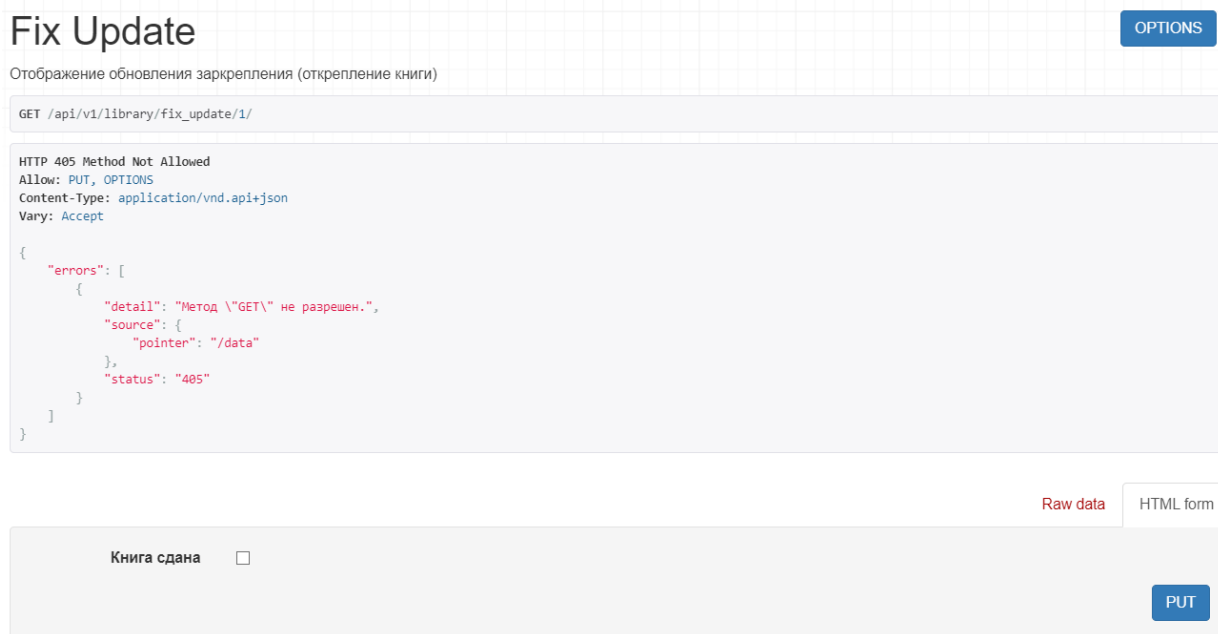 Fix Update
OPTIONS
Отображение обновления заркрепления (открепление книги)
GET /api/v1/library/fix_update/1/
HTTP 405 Method Not Allowed
Allow: PUT, OPTIONS
Content-Type: application/vnd.api+json
Vary: Accept
{
"errors": [
{
"detail": "Метод \"GET\" не разрешен.",
"source": {
"pointer": "/data"
},
"status": "405"
}
]
}
Raw data
HTML form
Книга сдана
PUT